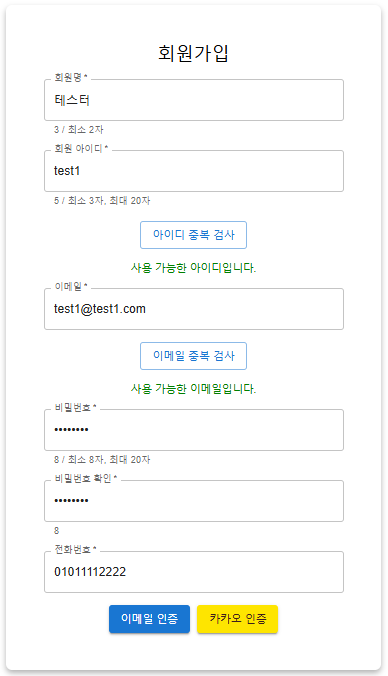 회원가입
회원명 *
테스터
3 / 최소 2자
회원 아이디 *
test1
5 / 최소 3자, 최대 20자
아이디 중복 검사
사용 가능한 아이디입니다.
이메일 *
test1@test1.com
이메일 중복 검사
사용 가능한 이메일입니다.
비밀번호 *
••••••••
8 / 최소 8자, 최대 20자
비밀번호 확인 *
••••••••
8
전화번호 *
01011112222
이메일 인증 카카오 인증